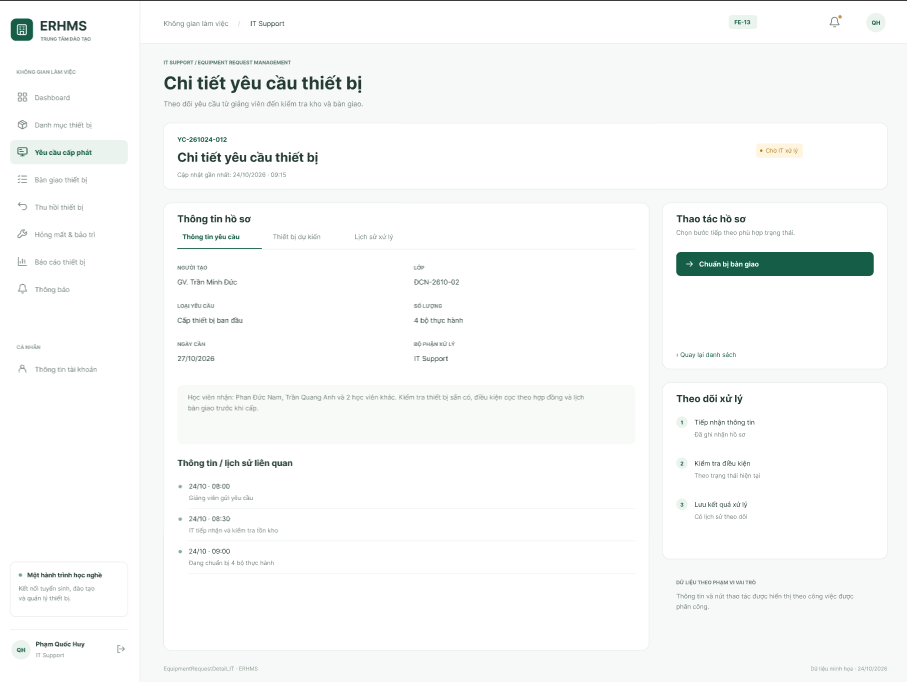 ERHMS
TRUNG TÂM ĐÀO TẠO
KHÔNG GIAN LÀM VIỆC
Dashboard
Danh mục thiết bị
Yêu cầu cấp phát
Bàn giao thiết bị
Thu hồi thiết bị
Hỏng mất & bảo trì
Báo cáo thiết bị
Thông báo
CÁ NHÂN
Thông tin tài khoản
Một hành trình học nghề
Kết nối tuyển sinh, đào tạo
và quản lý thiết bị.
QH
Phạm Quốc Huy
IT Support
Không gian làm việc / IT Support
FE-13
QH
IT SUPPORT / EQUIPMENT REQUEST MANAGEMENT
Chi tiết yêu cầu thiết bị
Theo dõi yêu cầu từ giảng viên đến kiểm tra kho và bàn giao.
YC-261024-012
Chi tiết yêu cầu thiết bị
Cập nhật gần nhất: 24/10/2026 · 09:15
Chờ IT xử lý
Thông tin hồ sơ
Thông tin yêu cầu
Thiết bị dự kiến
Lịch sử xử lý
NGƯỜI TẠO
GV. Trần Minh Đức
LỚP
ĐCN-2610-02
LOẠI YÊU CẦU
Cấp thiết bị ban đầu
SỐ LƯỢNG
4 bộ thực hành
NGÀY CẦN
27/10/2026
BỘ PHẬN XỬ LÝ
IT Support
Học viên nhận: Phan Đức Nam, Trần Quang Anh và 2 học viên khác. Kiểm tra thiết bị sẵn có, điều kiện cọc theo hợp đồng và lịch
bàn giao trước khi cấp.
Thông tin / lịch sử liên quan
24/10 · 08:00
Giảng viên gửi yêu cầu
24/10 · 08:30
IT tiếp nhận và kiểm tra tồn kho
24/10 · 09:00
Đang chuẩn bị 4 bộ thực hành
Thao tác hồ sơ
Chọn bước tiếp theo phù hợp trạng thái.
→ Chuẩn bị bàn giao
‹ Quay lại danh sách
Theo dõi xử lý
1 Tiếp nhận thông tin
Đã ghi nhận hồ sơ
2 Kiểm tra điều kiện
Theo trạng thái hiện tại
3 Lưu kết quả xử lý
Có lịch sử theo dõi
DỮ LIỆU THEO PHẠM VI VAI TRÒ
Thông tin và nút thao tác được hiển thị theo công việc được
phân công.
EquipmentRequestDetail_IT · ERHMS
Dữ liệu minh họa · 24/10/2026